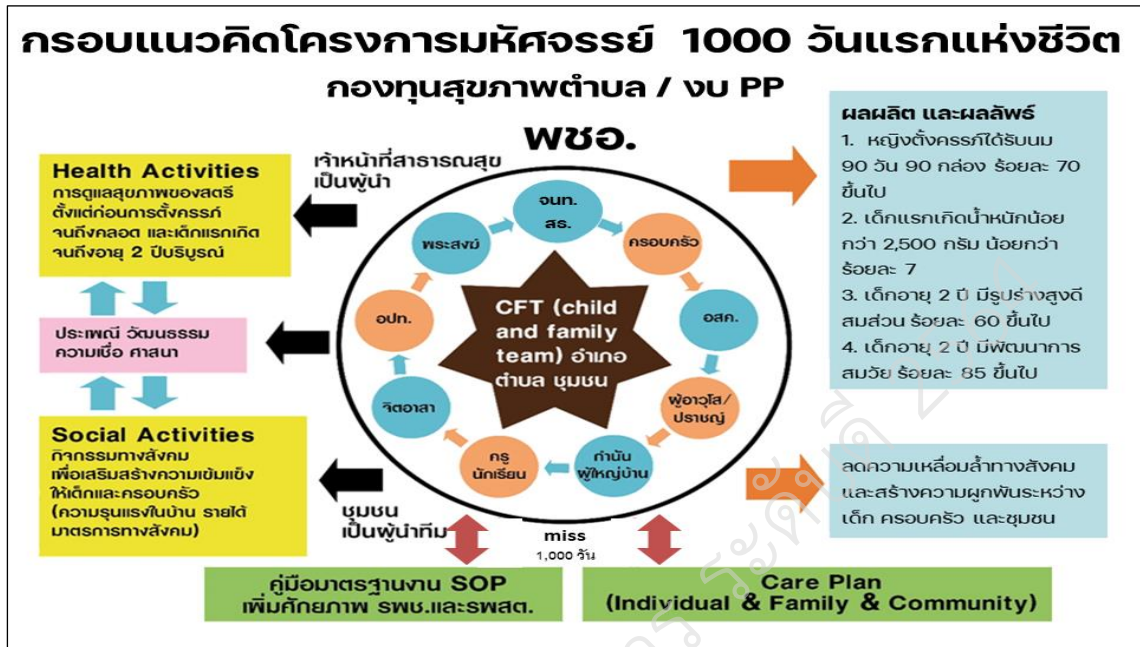 กรอบแนวคิดโครงการมหัศจรรย์ 1000 วันแรกแห่งชีวิต
กองทุนสุขภาพตำบล / งบ PP
พชอ.
Health Activities
การดูแลสุขภาพของสตรี
ตั้งแต่ก่อนการตั้งครรภ์
จนถึงคลอด และเด็กแรกเกิด
จนถึงอายุ 2 ปีบริบูรณ์
ประเพณี วัฒนธรรม
ความเชื่อ ศาสนา
Social Activities
กิจกรรมทางสังคม
เพื่อเสริมสร้างความเข้มแข็ง
ให้เด็กและครอบครัว
(ความรุนแรงในบ้าน รายได้
มาตรการทางสังคม)
เจ้าหน้าที่สาธารณสุข
เป็นผู้นำ
ชุมชน
เป็นผู้นำทีม
จนท.
สธ.
ครอบครัว
อสค.
ผู้อาวุโส/
ปราชญ์
กำนัน
ผู้ใหญ่บ้าน
ครู
นักเรียน
จิตอาสา
อปท.
พระสงฆ์
CFT (child
and family
team) อำเภอ
ตำบล ชุมชน
miss
1,000 วัน
ผลผลิต และผลลัพธ์
1. หญิงตั้งครรภ์ได้รับนม
90 วัน 90 กล่อง ร้อยละ 70
ขึ้นไป
2. เด็กแรกเกิดน้ำหนักน้อย
กว่า 2,500 กรัม น้อยกว่า
ร้อยละ 7
3. เด็กอายุ 2 ปี มีรูปร่างสูงดี
สมส่วน ร้อยละ 60 ขึ้นไป
4. เด็กอายุ 2 ปี มีพัฒนาการ
สมวัย ร้อยละ 85 ขึ้นไป
ลดความเหลื่อมล้ำทางสังคม
และสร้างความผูกพันระหว่าง
เด็ก ครอบครัว และชุมชน
คู่มือมาตรฐานงาน SOP
เพิ่มศักยภาพ รพช.และรพสต.
Care Plan
(Individual & Family & Community)